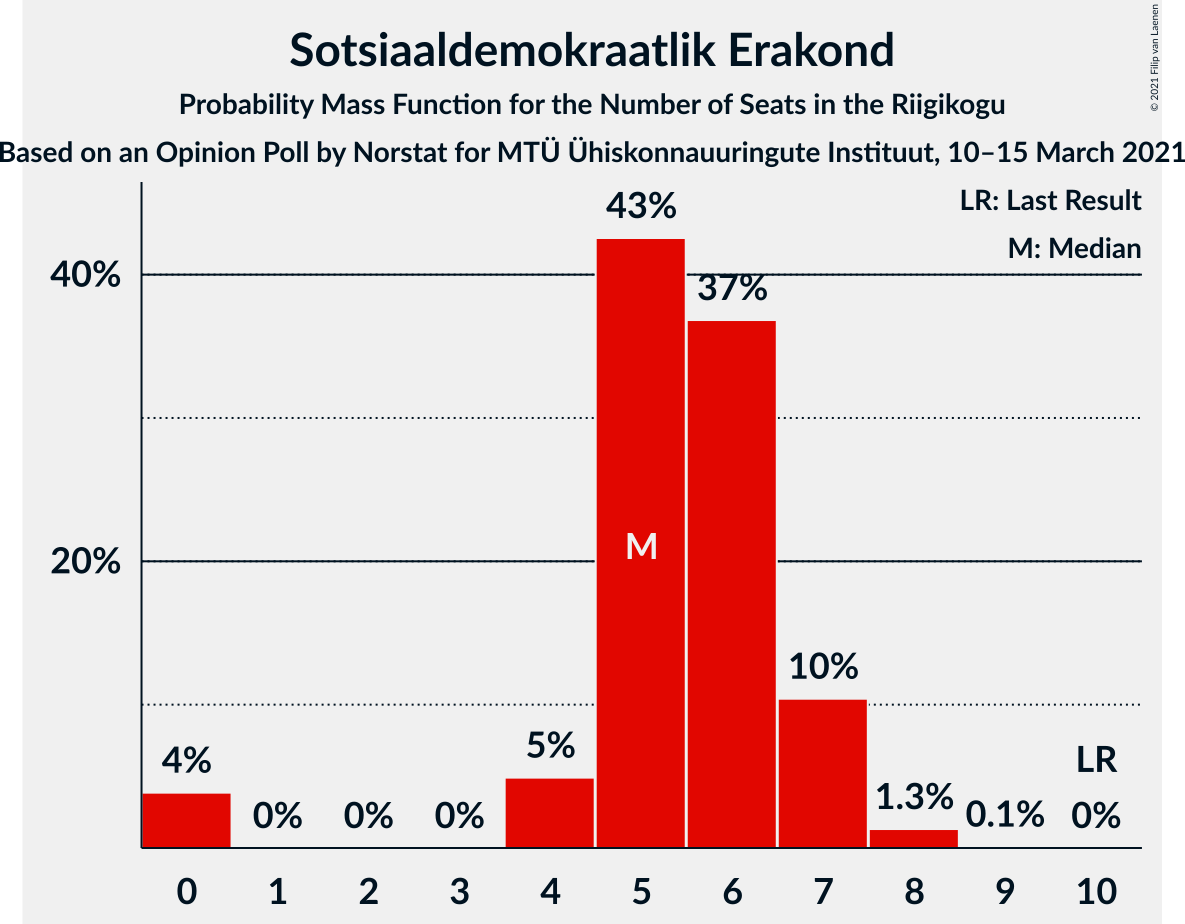 Sotsiaaldemokraatlik Erakond
Probability Mass Function for the Number of Seats in the Riigikogu
Based on an Opinion Poll by Norstat for MTÜ Ühiskonnauuringute Instituut, 10–15 March 2021
© 2021 Filip van Laenen
LR: Last Result
M: Median
43%
40%
37%
M
20%
10%
5%
4%
LR
0%
0%
0%
1.3%
0.1%
0%
0 1 2 3 4 5 6 7 8 9 10